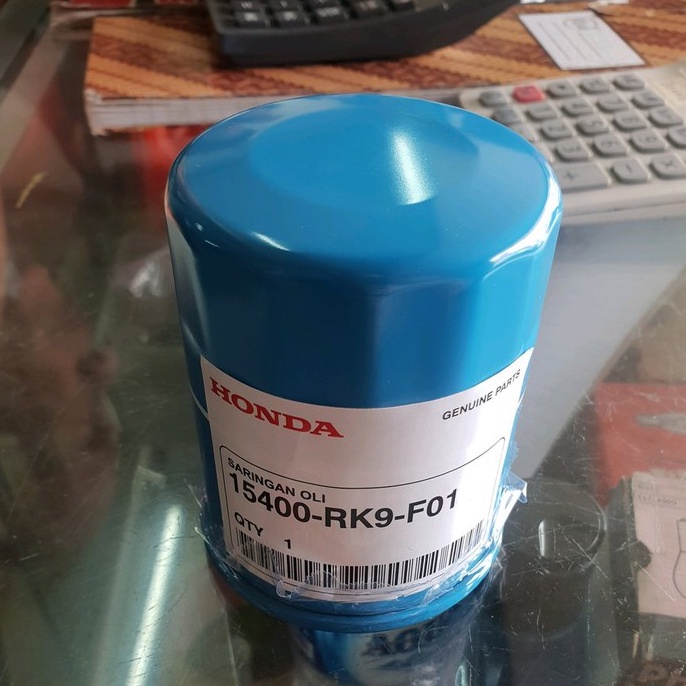 HONDA
GENUINE PARTS
SARINGAN OLI
15400-RK9-F01
QTY 1